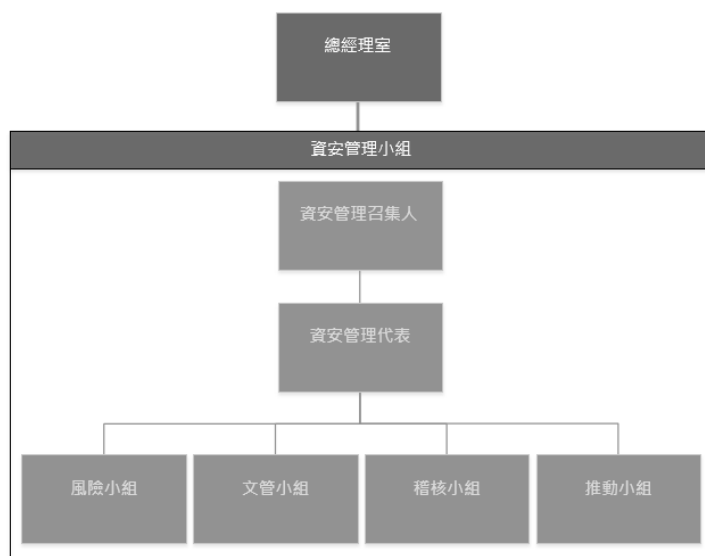 總經理室
資安管理小組
資安管理召集人
資安管理代表
風險小組
文管小組
稽核小組
推動小組